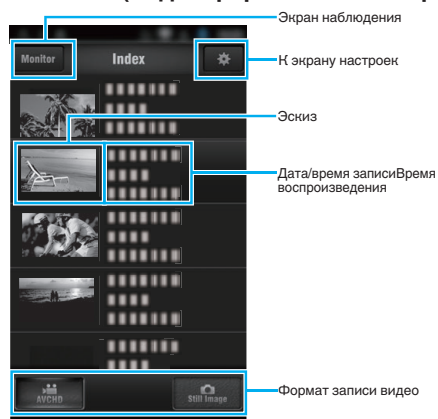 Экран наблюдения
Monitor
Index
К экрану настроек
Эскиз
Дата/время записиВремя
воспроизведения
AVCHD
Still Image
Формат записи видео